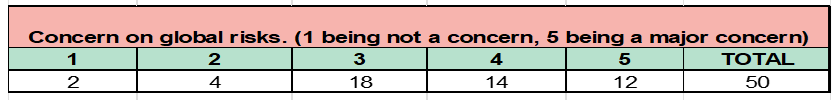 Concern on global risks. (1 being not a concern, 5 being a major concern)
1 2 3 4 5 TOTAL
2 4 18 14 12 50